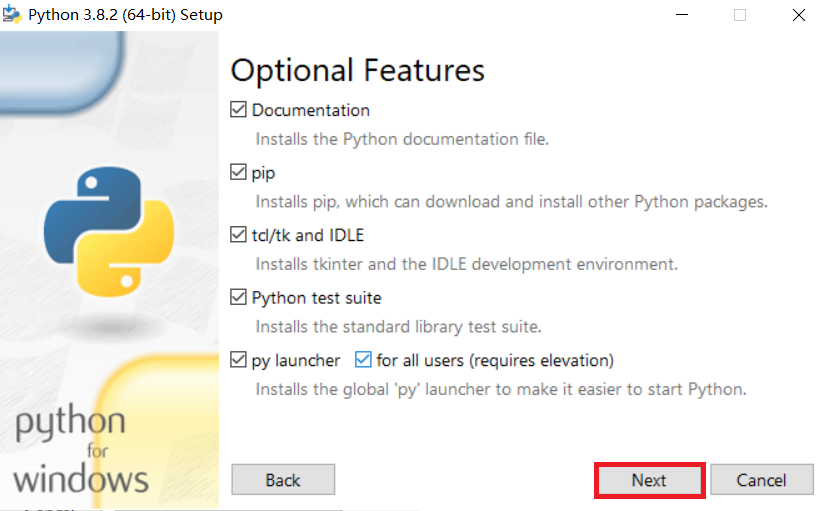 Python 3.8.2 (64-bit) Setup
Optional Features
Documentation
Installs the Python documentation file.
pip
Installs pip, which can download and install other Python packages.
tcl/tk and IDLE
Installs tkinter and the IDLE development environment.
Python test suite
Installs the standard library test suite.
py launcher for all users (requires elevation)
Installs the global 'py' launcher to make it easier to start Python.
python
for
windows
Back Next Cancel